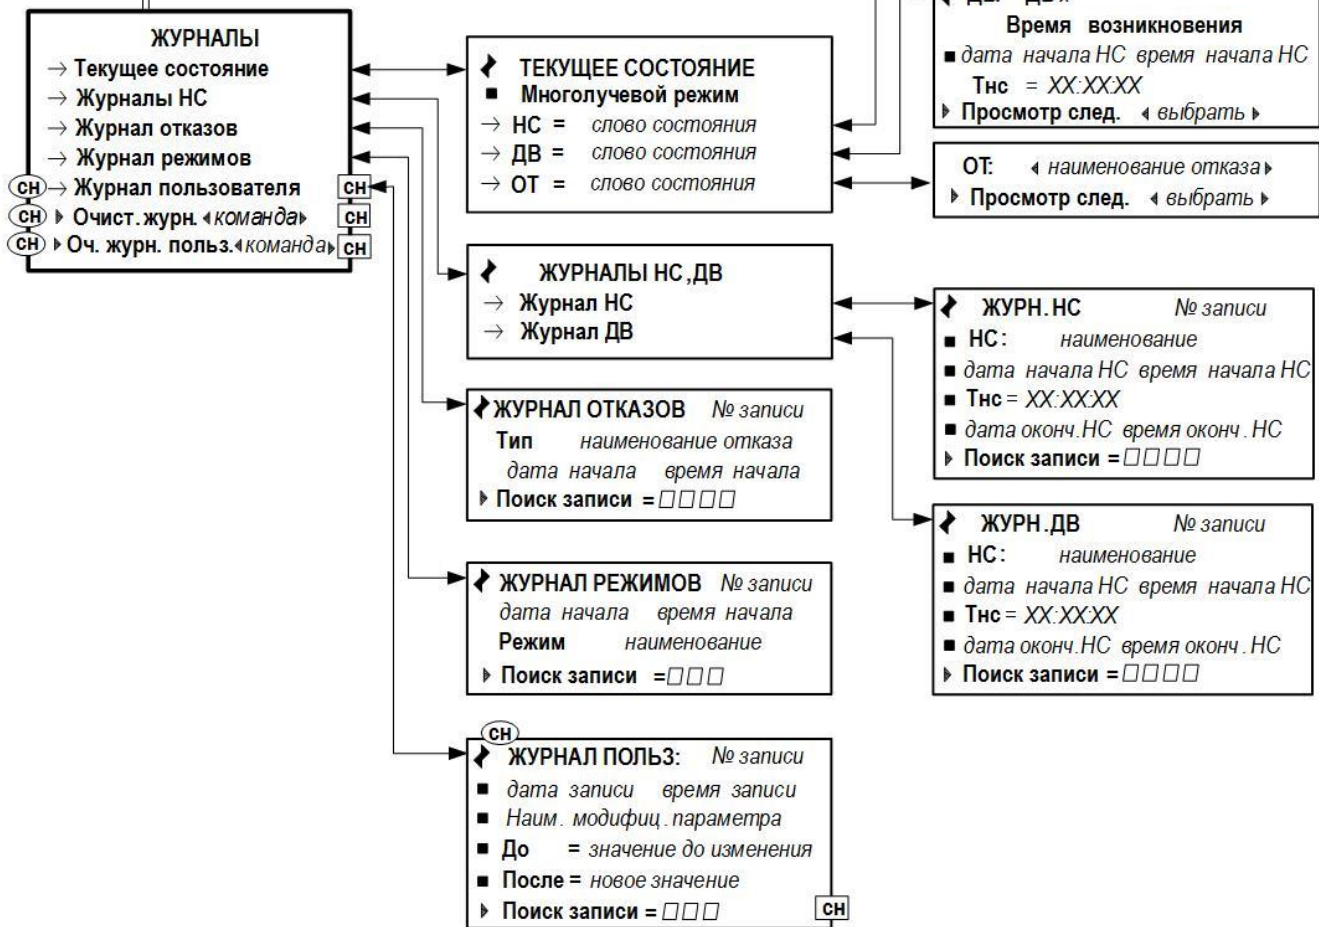 ЖУРНАЛЫ
→ Текущее состояние
→ Журналы НС
→ Журнал отказов
→ Журнал режимов
СН → Журнал пользователя СН
СН Очист. журн. команда СН
СН Оч. журн. польз. команда СН
ТЕКУЩЕЕ СОСТОЯНИЕ
Многолучевой режим
→ НС = слово состояния
→ ДВ = слово состояния
→ ОТ = слово состояния
Время возникновения
дата начала НС время начала НС
Тнс = XX:XX:XX
Просмотр след. выбрать
ОТ: наименование отказа
Просмотр след. выбрать
ЖУРНАЛЫ НС,ДВ
→ Журнал НС
→ Журнал ДВ
ЖУРН.НС № записи
НС: наименование
дата начала НС время начала НС
Тнс = XX:XX:XX
дата оконч.НС время оконч. НС
Поиск записи = □□□□
ЖУРНАЛ ОТКАЗОВ № записи
Тип наименование отказа
дата начала время начала
Поиск записи = □□□□
ЖУРН.ДВ № записи
НС: наименование
дата начала НС время начала НС
Тнс = XX:XX:XX
дата оконч.НС время оконч. НС
Поиск записи = □□□□
ЖУРНАЛ РЕЖИМОВ № записи
дата начала время начала
Режим наименование
Поиск записи =□□□
СН
ЖУРНАЛ ПОЛЬЗ: № записи
дата записи время записи
Наим. модифиц. параметра
До = значение до изменения
После = новое значение
Поиск записи = □□□ СН